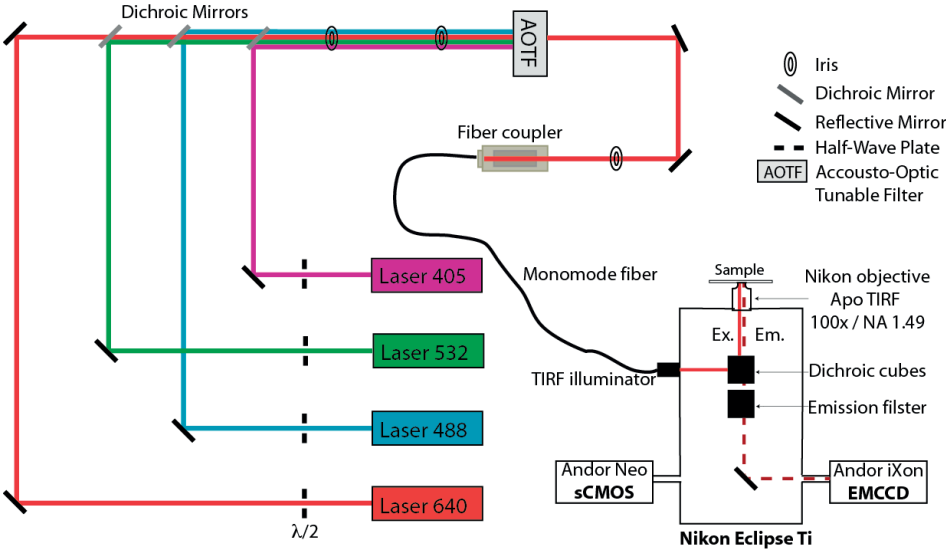 Dichroic Mirrors
AOTF
Iris
Dichroic Mirror
Reflective Mirror
Half-Wave Plate
AOTF
Accousto-Optic
Tunable Filter
Fiber coupler
Monomode fiber
Laser 405
Laser 532
Laser 488
Laser 640
λ/2
Sample
Nikon objective
Apo TIRF
100x / NA 1.49
Ex.
Em.
TIRF illuminator
Dichroic cubes
Emission filster
Andor Neo
sCMOS
Andor iXon
EMCCD
Nikon Eclipse Ti